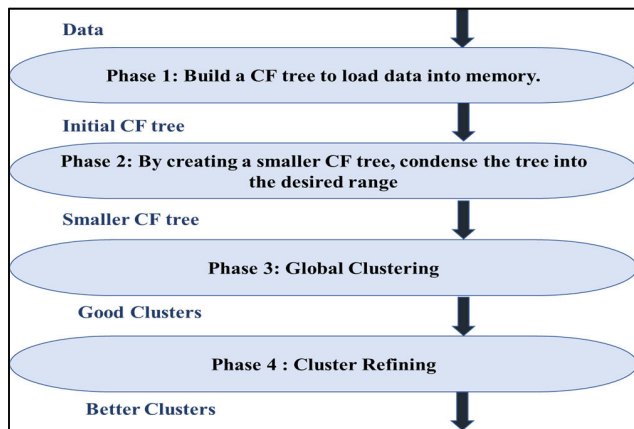 Data
Phase 1: Build a CF tree to load data into memory.
Initial CF tree
Phase 2: By creating a smaller CF tree, condense the tree into
the desired range
Smaller CF tree
Phase 3: Global Clustering
Good Clusters
Phase 4 : Cluster Refining
Better Clusters